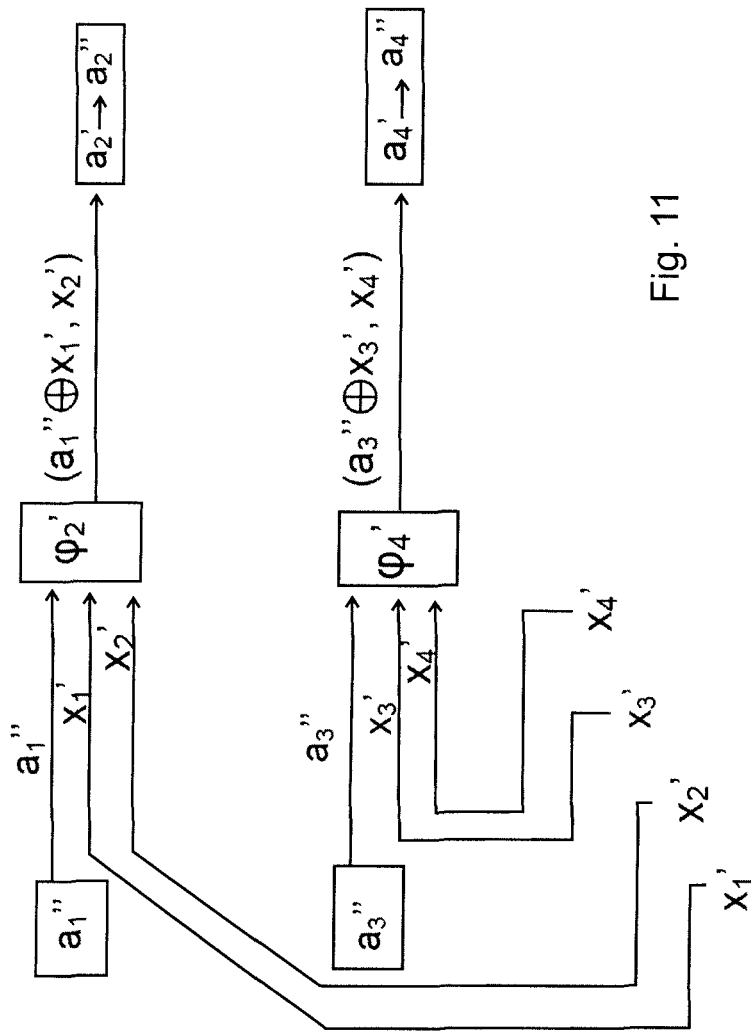 a₁''
a₁''
x₁'
x₂'
φ₂'
(a₁''⊕x₁', x₂')
a₂'→a₂''
a₃''
a₃''
x₃'
x₄'
φ₄'
(a₃''⊕x₃', x₄')
a₄'→a₄''
x₁'
x₂'
x₃'
x₄'
Fig. 11